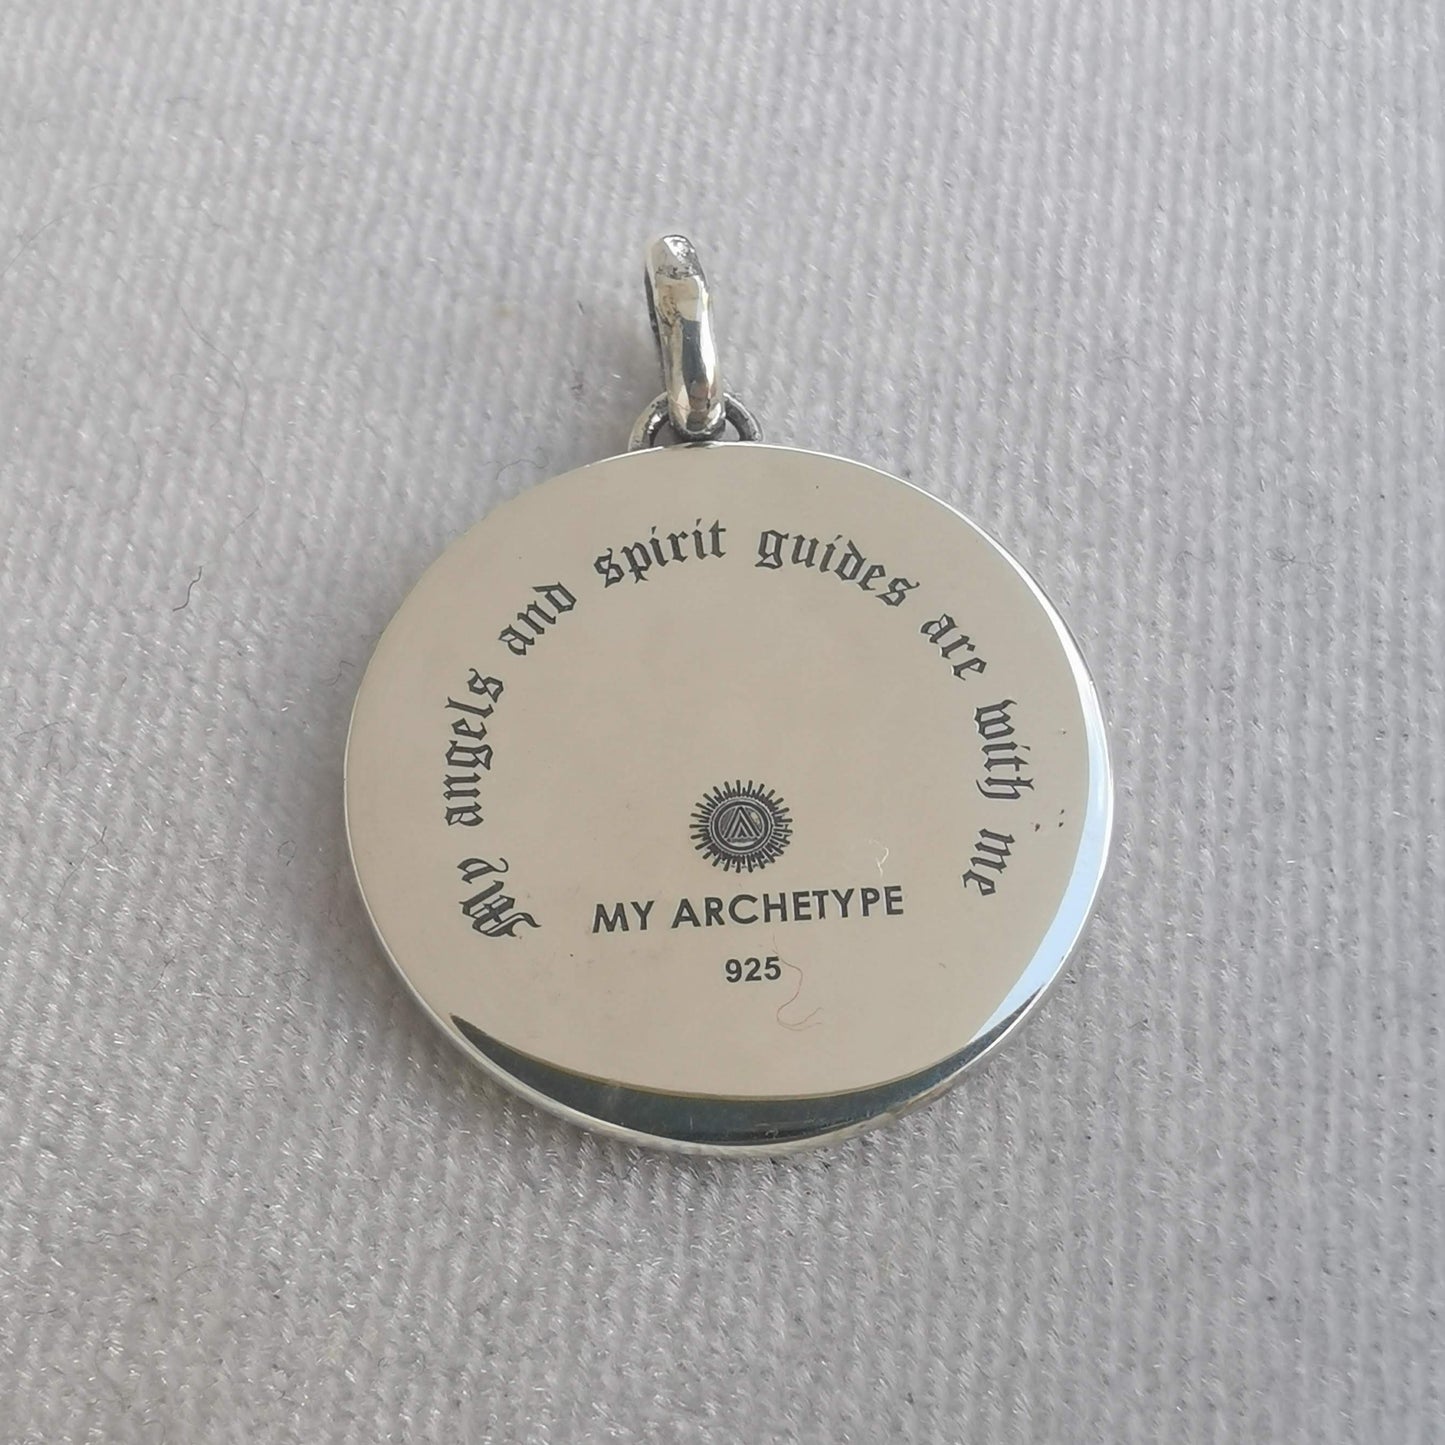 My angels and spirit guides are with me
MY ARCHETYPE
925